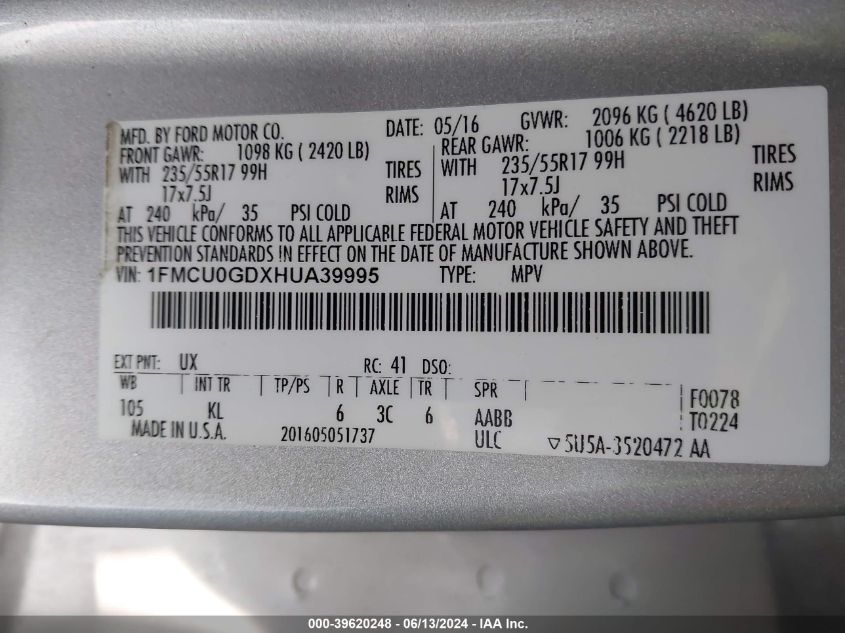 MFD. BY FORD MOTOR CO.
DATE: 05/16 GVWR: 2096 KG ( 4620 LB)
FRONT GAWR: 1098 KG ( 2420 LB)
WITH 235/55R17 99H TIRES
17x7.5J RIMS
AT 240 kPa/ 35 PSI COLD
REAR GAWR: 1006 KG ( 2218 LB)
WITH 235/55R17 99H TIRES
17x7.5J RIMS
AT 240 kPa/ 35 PSI COLD
THIS VEHICLE CONFORMS TO ALL APPLICABLE FEDERAL MOTOR VEHICLE SAFETY AND THEFT
PREVENTION STANDARDS IN EFFECT ON THE DATE OF MANUFACTURE SHOWN ABOVE.
VIN: 1FMCU0GDXHUA39995 TYPE: MPV
EXT PNT: UX RC: 41 DSO:
WB INT TR TP/PS R AXLE TR SPR
105 KL 6 3C 6 AABB
F0078
T0224
MADE IN U.S.A. 201605051737 ULC ▽5U5A-3520472 AA
000-39620248 - 06/13/2024 - IAA Inc.